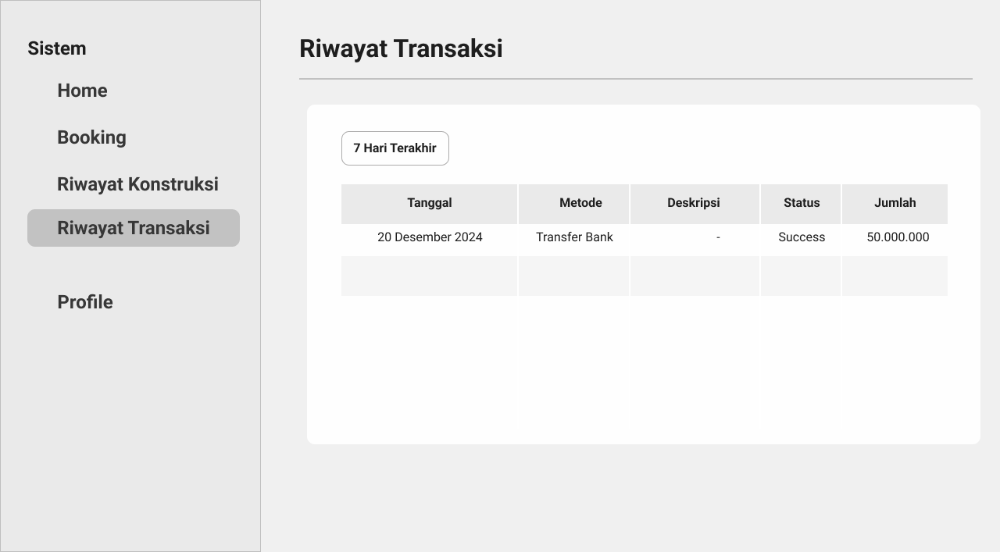 Sistem
Home
Booking
Riwayat Konstruksi
Riwayat Transaksi
Profile
Riwayat Transaksi
7 Hari Terakhir
Tanggal Metode Deskripsi Status Jumlah
20 Desember 2024 Transfer Bank - Success 50.000.000